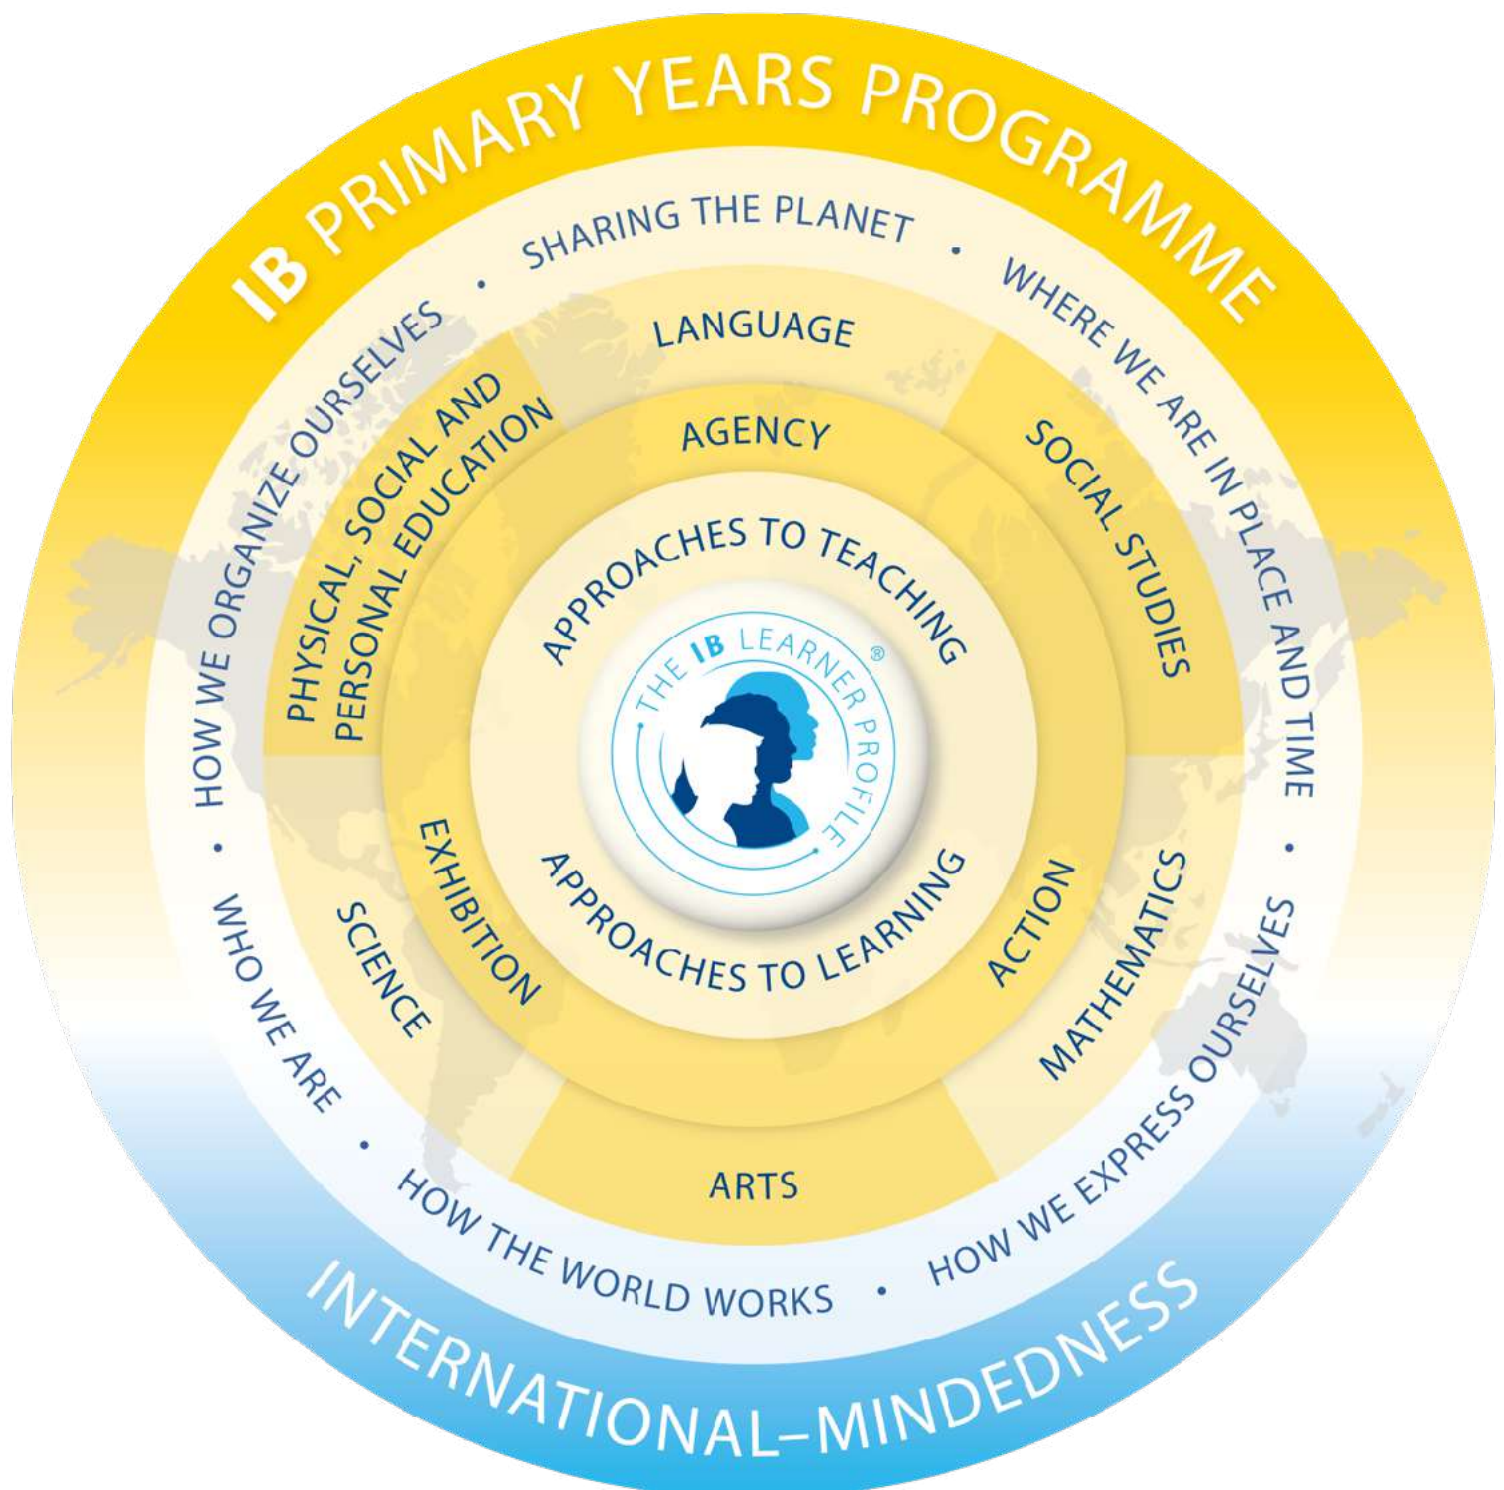 IB PRIMARY YEARS PROGRAMME
SHARING THE PLANET
•
WHERE WE ARE IN PLACE AND TIME
•
HOW WE EXPRESS OURSELVES
•
HOW THE WORLD WORKS
•
WHO WE ARE
•
HOW WE ORGANIZE OURSELVES
•
LANGUAGE
SOCIAL STUDIES
MATHEMATICS
ARTS
SCIENCE
PHYSICAL, SOCIAL AND
PERSONAL EDUCATION
AGENCY
ACTION
EXHIBITION
APPROACHES TO TEACHING
APPROACHES TO LEARNING
THE IB LEARNER PROFILE
®
INTERNATIONAL–MINDEDNESS